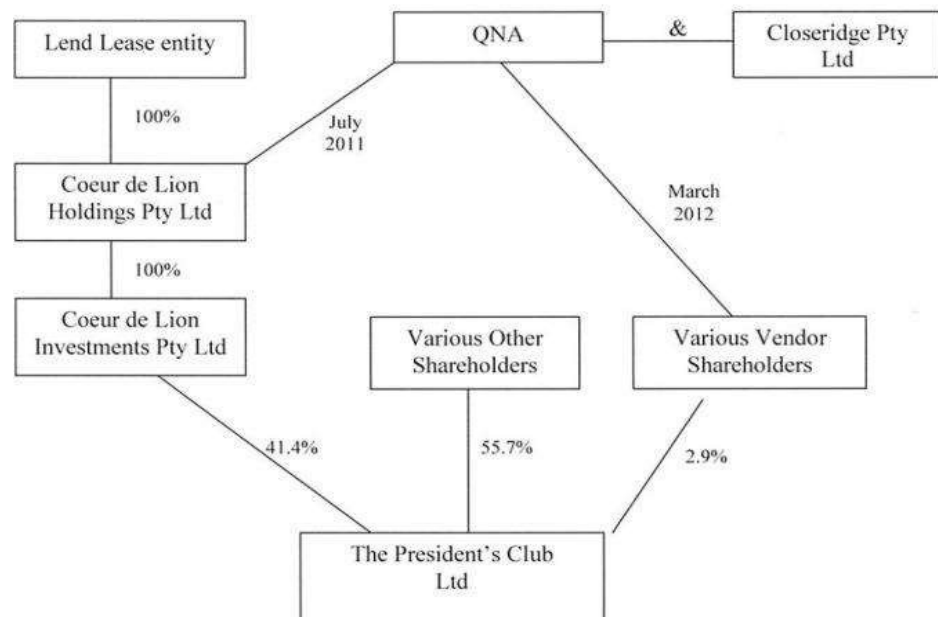 Lend Lease entity
QNA
&
Closeridge Pty
Ltd
100%
July
2011
Coeur de Lion
Holdings Pty Ltd
March
2012
100%
Coeur de Lion
Investments Pty Ltd
Various Other
Shareholders
Various Vendor
Shareholders
41.4%
55.7%
2.9%
The President's Club
Ltd